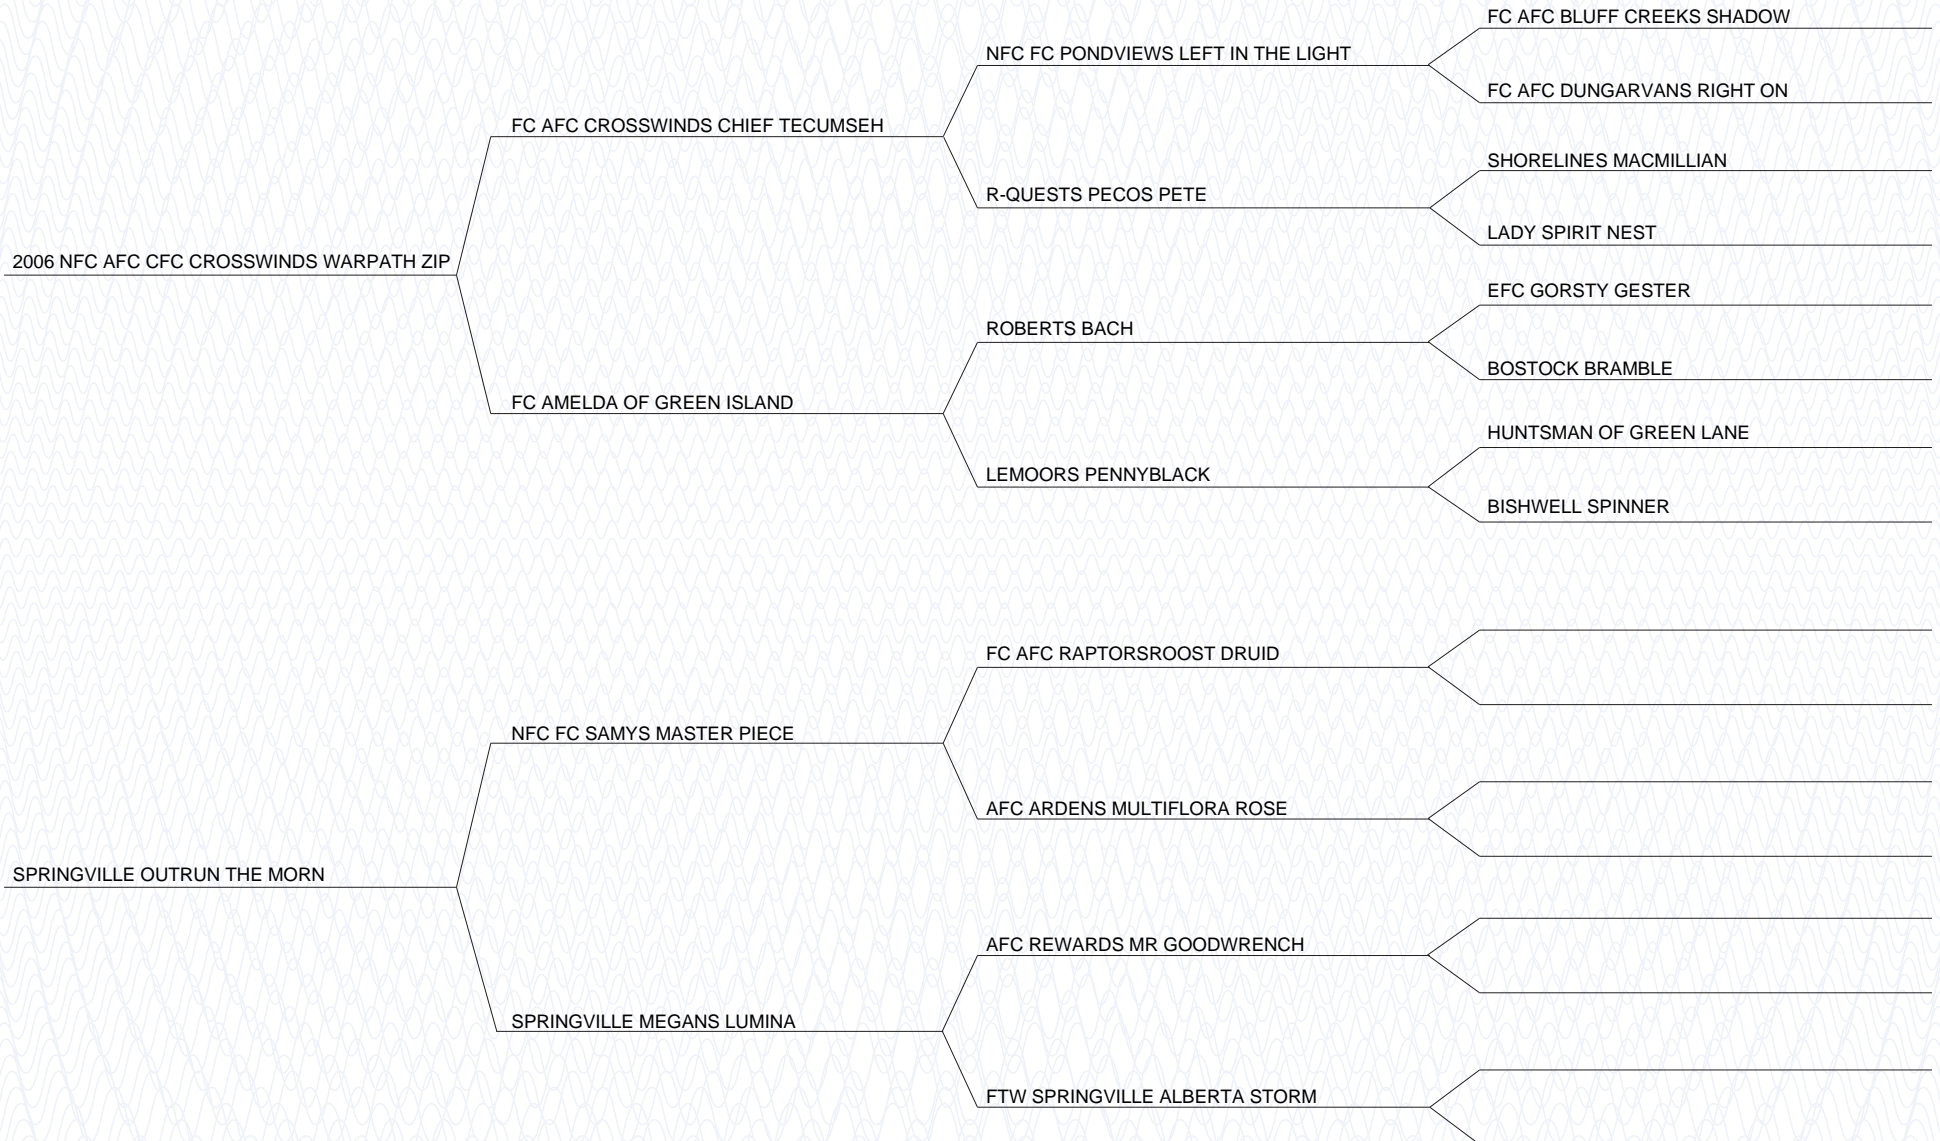 FC AFC BLUFF CREEKS SHADOW
NFC FC PONDVIEWS LEFT IN THE LIGHT
FC AFC DUNGARVANS RIGHT ON
FC AFC CROSSWINDS CHIEF TECUMSEH
SHORELINES MACMILLIAN
R-QUESTS PECOS PETE
LADY SPIRIT NEST
2006 NFC AFC CFC CROSSWINDS WARPATH ZIP
EFC GORSTY GESTER
ROBERTS BACH
BOSTOCK BRAMBLE
FC AMELDA OF GREEN ISLAND
HUNTSMAN OF GREEN LANE
LEMOORS PENNYBLACK
BISHWELL SPINNER
FC AFC RAPTORSROOST DRUID
NFC FC SAMYS MASTER PIECE
AFC ARDENS MULTIFLORA ROSE
SPRINGVILLE OUTRUN THE MORN
AFC REWARDS MR GOODWRENCH
SPRINGVILLE MEGANS LUMINA
FTW SPRINGVILLE ALBERTA STORM